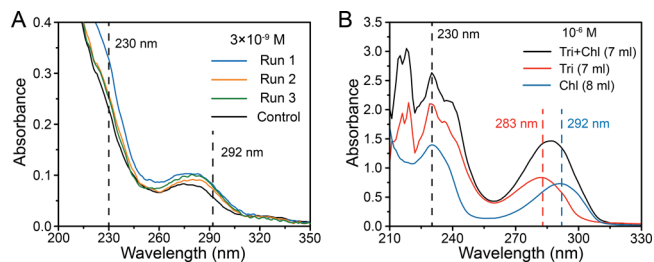 A
230 nm
3×10⁻⁹ M
Run 1
Run 2
Run 3
Control
292 nm
0.4
0.3
0.2
0.1
0.0
200 230 260 290 320 350
Absorbance
Wavelength (nm)
B
230 nm
10⁻⁶ M
Tri+Chl (7 ml)
Tri (7 ml)
Chl (8 ml)
283 nm
292 nm
3.5
3.0
2.5
2.0
1.5
1.0
0.5
0.0
210 240 270 300 330
Absorbance
Wavelength (nm)